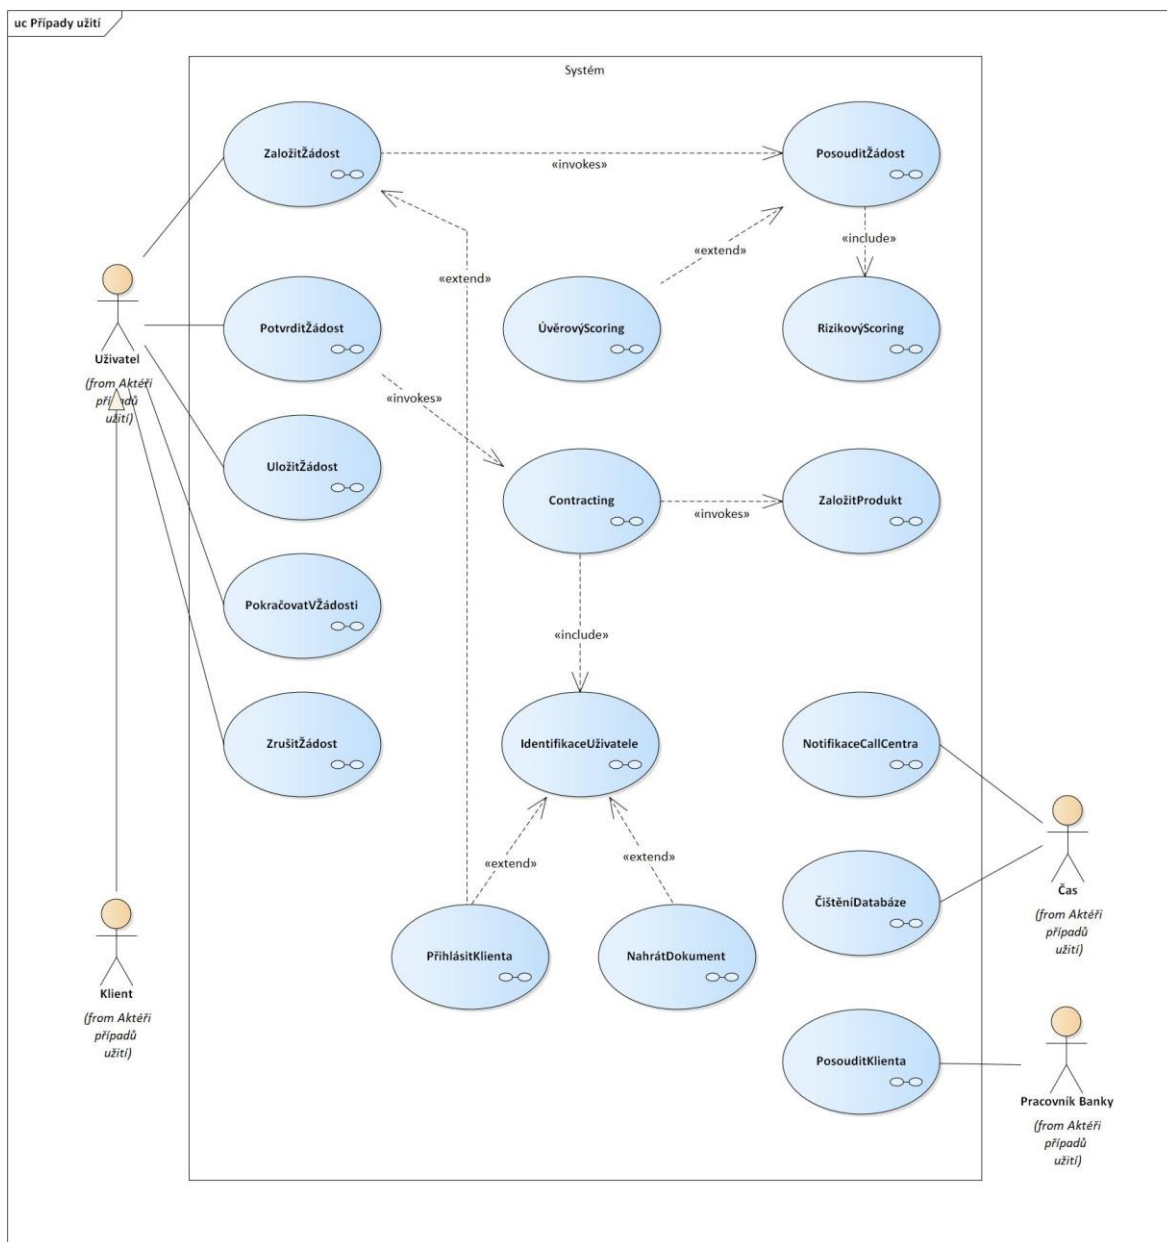 uc Případy užití
Systém
ZaložitŽádost
«invokes»
PosouditŽádost
«extend»
«include»
«extend»
Uživatel
(from Aktéři
případů
užití)
PotvrditŽádost
ÚvěrovýScoring
RizikovýScoring
«invokes»
UložitŽádost
Contracting
«invokes»
ZaložitProdukt
PokračovatVŽádosti
«include»
ZrušitŽádost
IdentifikaceUživatele
NotifikaceCallCentra
«extend»
«extend»
Čas
(from Aktéři
případů
užití)
ČištěníDatabáze
Klient
(from Aktéři
případů
užití)
PřihlásitKlienta
NahrátDokument
PosouditKlienta
Pracovník Banky
(from Aktéři
případů
užití)